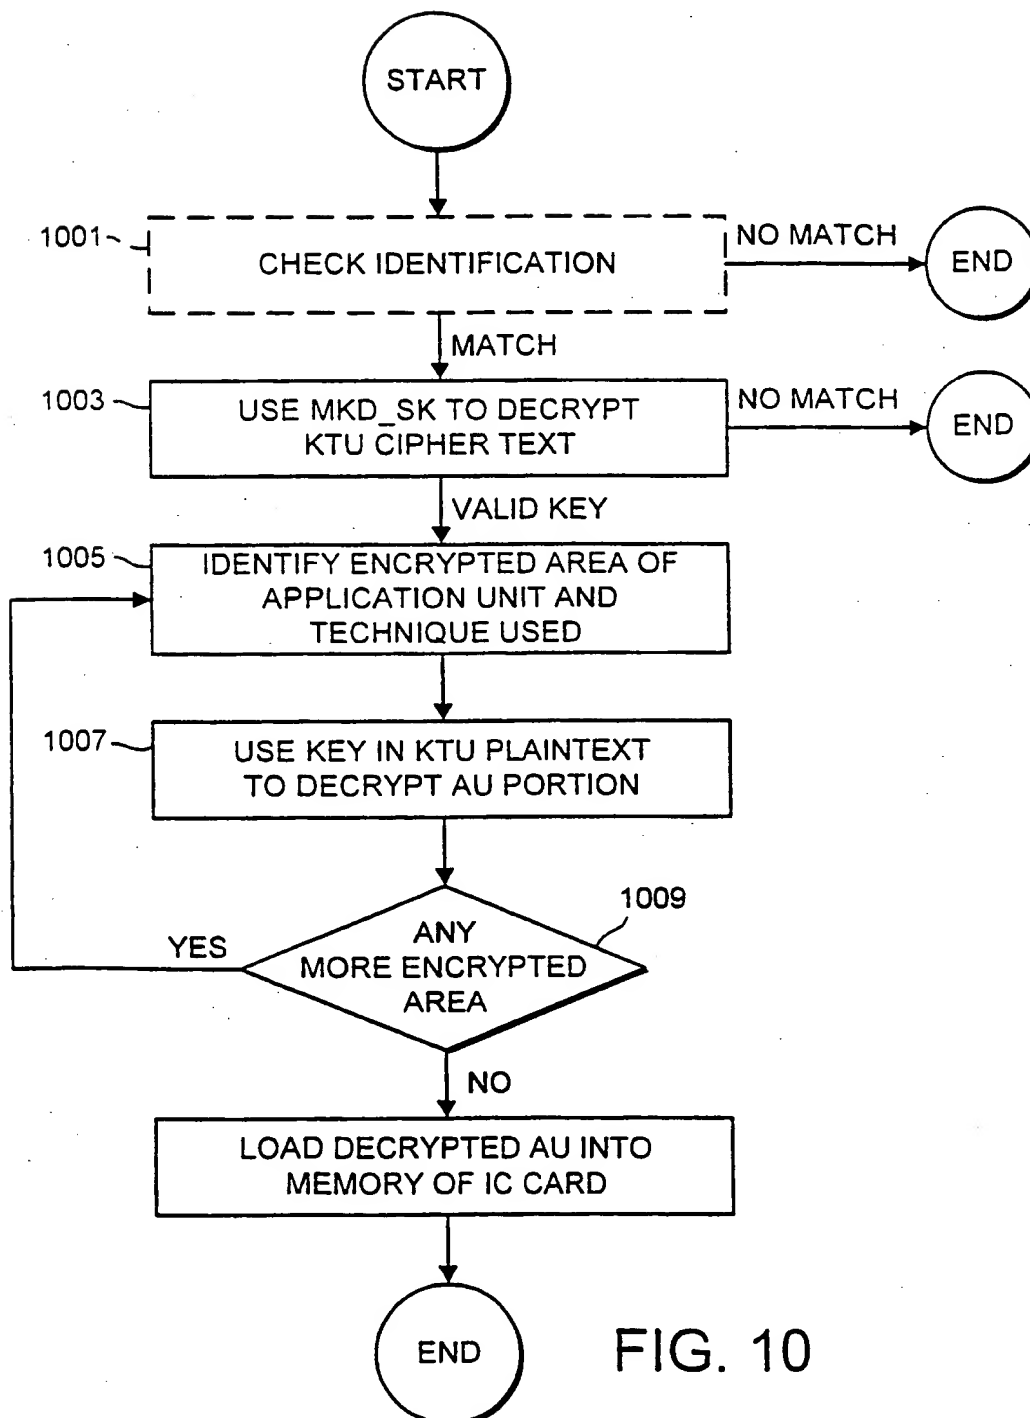 START
1001
CHECK IDENTIFICATION
NO MATCH
END
MATCH
1003
USE MKD_SK TO DECRYPT
KTU CIPHER TEXT
NO MATCH
END
VALID KEY
1005
IDENTIFY ENCRYPTED AREA OF
APPLICATION UNIT AND
TECHNIQUE USED
1007
USE KEY IN KTU PLAINTEXT
TO DECRYPT AU PORTION
1009
ANY
MORE ENCRYPTED
AREA
YES
NO
LOAD DECRYPTED AU INTO
MEMORY OF IC CARD
END
FIG. 10